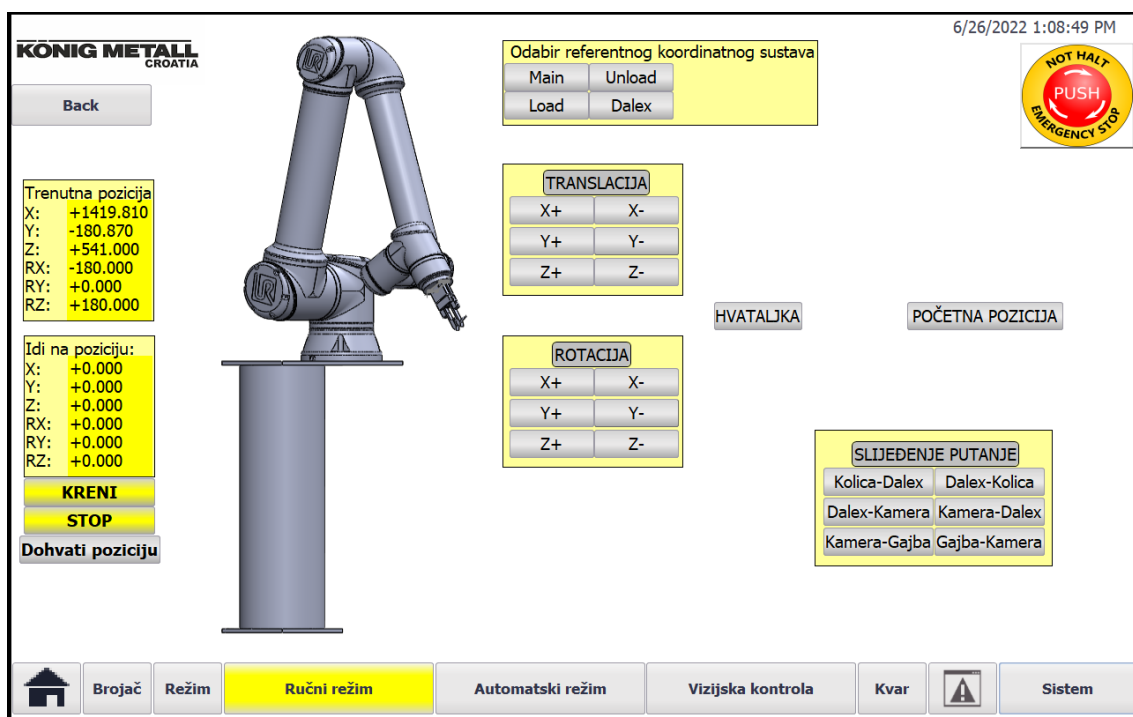 6/26/2022 1:08:49 PM
KÖNIG METALL
CROATIA
Back
Odabir referentnog koordinatnog sustava
Main Unload
Load Dalex
NOT HALT
PUSH
EMERGENCY STOP
Trenutna pozicija
X: +1419.810
Y: -180.870
Z: +541.000
RX: -180.000
RY: +0.000
RZ: +180.000
TRANSLACIJA
X+ X-
Y+ Y-
Z+ Z-
HVATALJKA
POČETNA POZICIJA
Idi na poziciju:
X: +0.000
Y: +0.000
Z: +0.000
RX: +0.000
RY: +0.000
RZ: +0.000
KRENI
STOP
Dohvati poziciju
ROTACIJA
X+ X-
Y+ Y-
Z+ Z-
SLIJEĐENJE PUTANJE
Kolica-Dalex Dalex-Kolica
Dalex-Kamera Kamera-Dalex
Kamera-Gajba Gajba-Kamera
UR
UR
Brojač Režim Ručni režim Automatski režim Vizijska kontrola Kvar Sistem